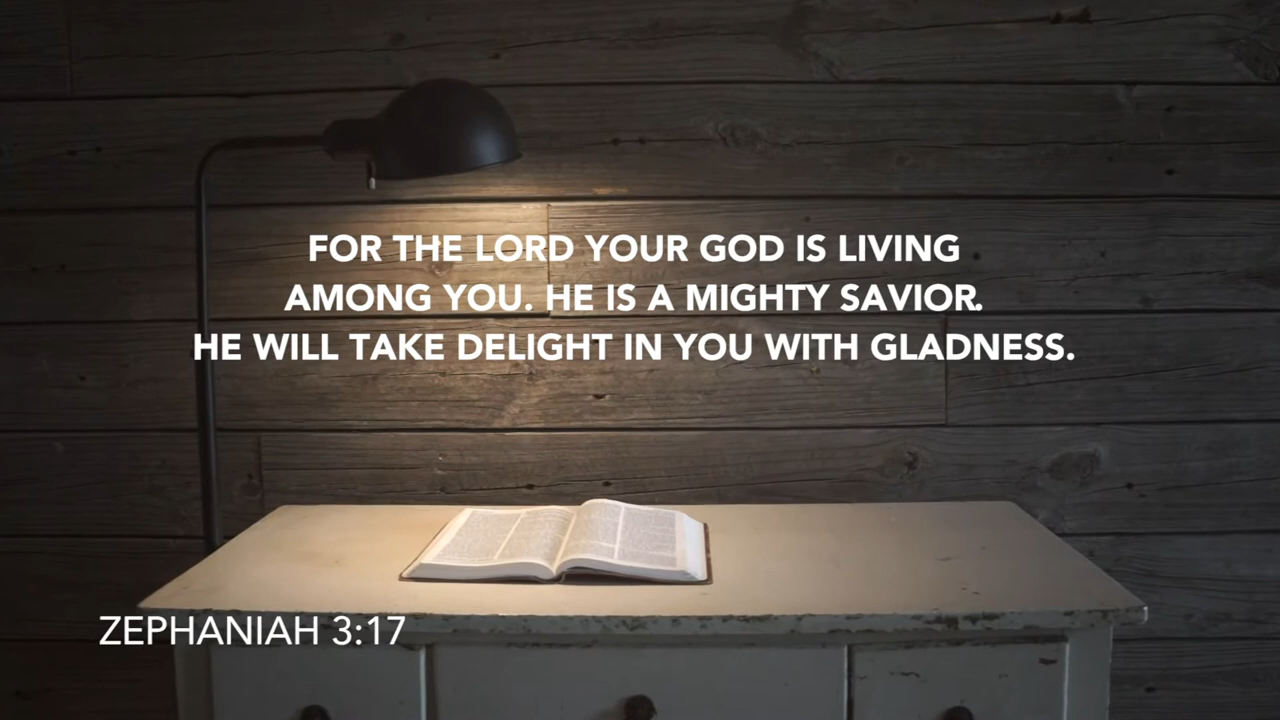 FOR THE LORD YOUR GOD IS LIVING
AMONG YOU. HE IS A MIGHTY SAVIOR.
HE WILL TAKE DELIGHT IN YOU WITH GLADNESS.
ZEPHANIAH 3:17